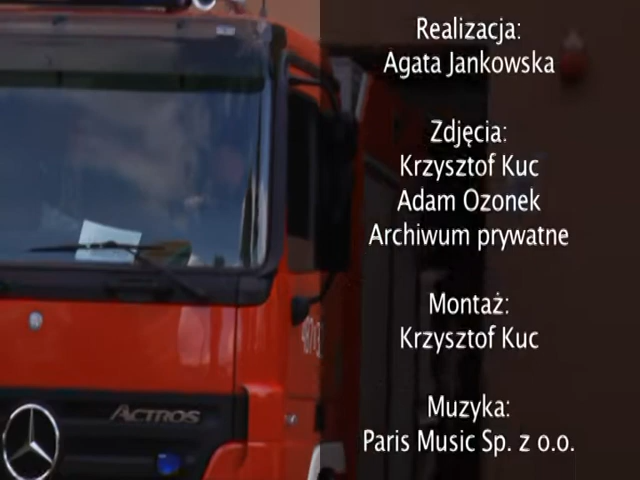 Realizacja:
Agata Jankowska
Zdjęcia:
Krzysztof Kuc
Adam Ozonek
Archiwum prywatne
Montaż:
Krzysztof Kuc
Muzyka:
Paris Music Sp. z o.o.
ACTROS